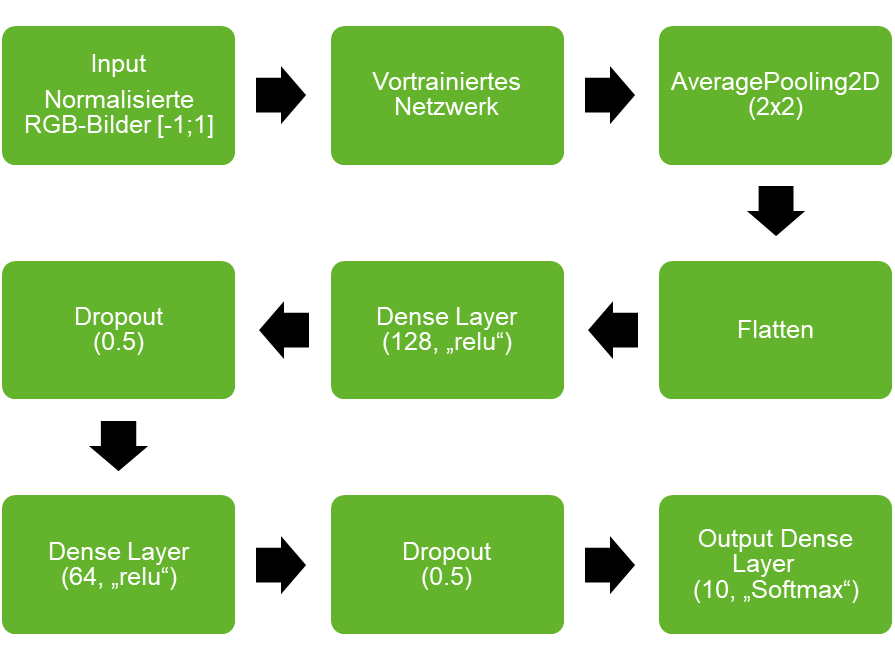 Input
Normalisierte
RGB-Bilder [-1;1]
Vortrainiertes
Netzwerk
AveragePooling2D
(2x2)
Flatten
Dense Layer
(128, „relu“)
Dropout
(0.5)
Dense Layer
(64, „relu“)
Dropout
(0.5)
Output Dense
Layer
(10, „Softmax“)